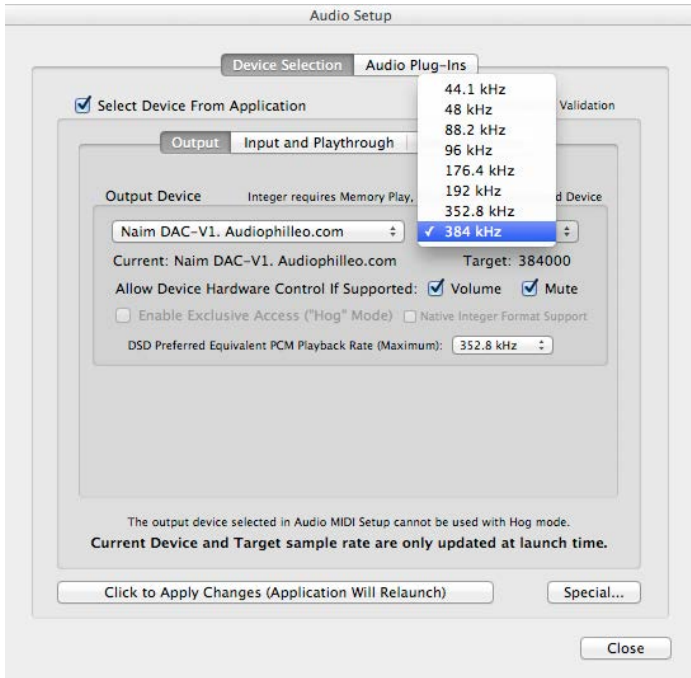 Audio Setup
Device Selection Audio Plug-Ins
44.1 kHz
48 kHz
88.2 kHz
96 kHz
176.4 kHz
192 kHz
352.8 kHz
✓ 384 kHz
Select Device From Application Validation
Output Input and Playthrough
Output Device Integer requires Memory Play, d Device
Naim DAC-V1. Audiophilleo.com
Current: Naim DAC-V1. Audiophilleo.com Target: 384000
Allow Device Hardware Control If Supported: Volume Mute
Enable Exclusive Access ("Hog" Mode) Native Integer Format Support
DSD Preferred Equivalent PCM Playback Rate (Maximum): 352.8 kHz
The output device selected in Audio MIDI Setup cannot be used with Hog mode.
Current Device and Target sample rate are only updated at launch time.
Click to Apply Changes (Application Will Relaunch) Special...
Close